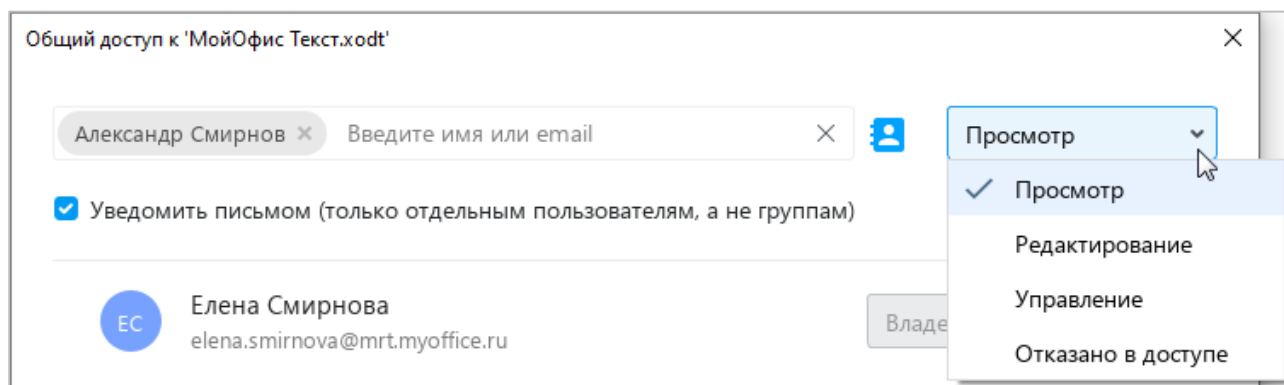 Общий доступ к 'МойОфис Текст.xodt'
Александр Смирнов Введите имя или email Просмотр
Просмотр
Уведомить письмом (только отдельным пользователям, а не группам)
Редактирование
Управление
ЕС Елена Смирнова
elena.smirnova@mrt.myoffice.ru
Владе
Отказано в доступе